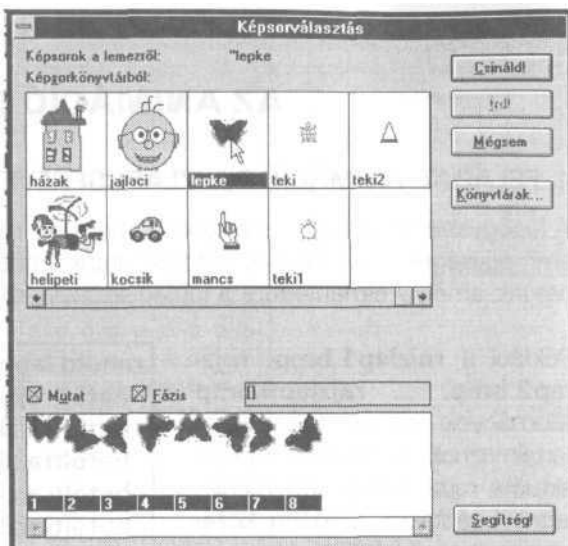 Képsorválasztás
Képsorok a lemezről: "lepke
Képsorkönyvtárból:
Csináld!
Írd!
Mégsem
Könyvtárak...
házak jajlaci lepke teki teki2
helipeti kocsik mancs teki1
Mutat Fázis []
1 2 3 4 5 6 7 8
Segítség!